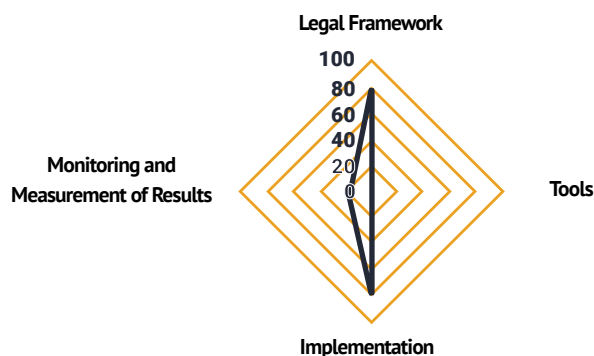 Legal Framework
100
80
60
40
20
0
Monitoring and
Measurement of Results
Tools
Implementation